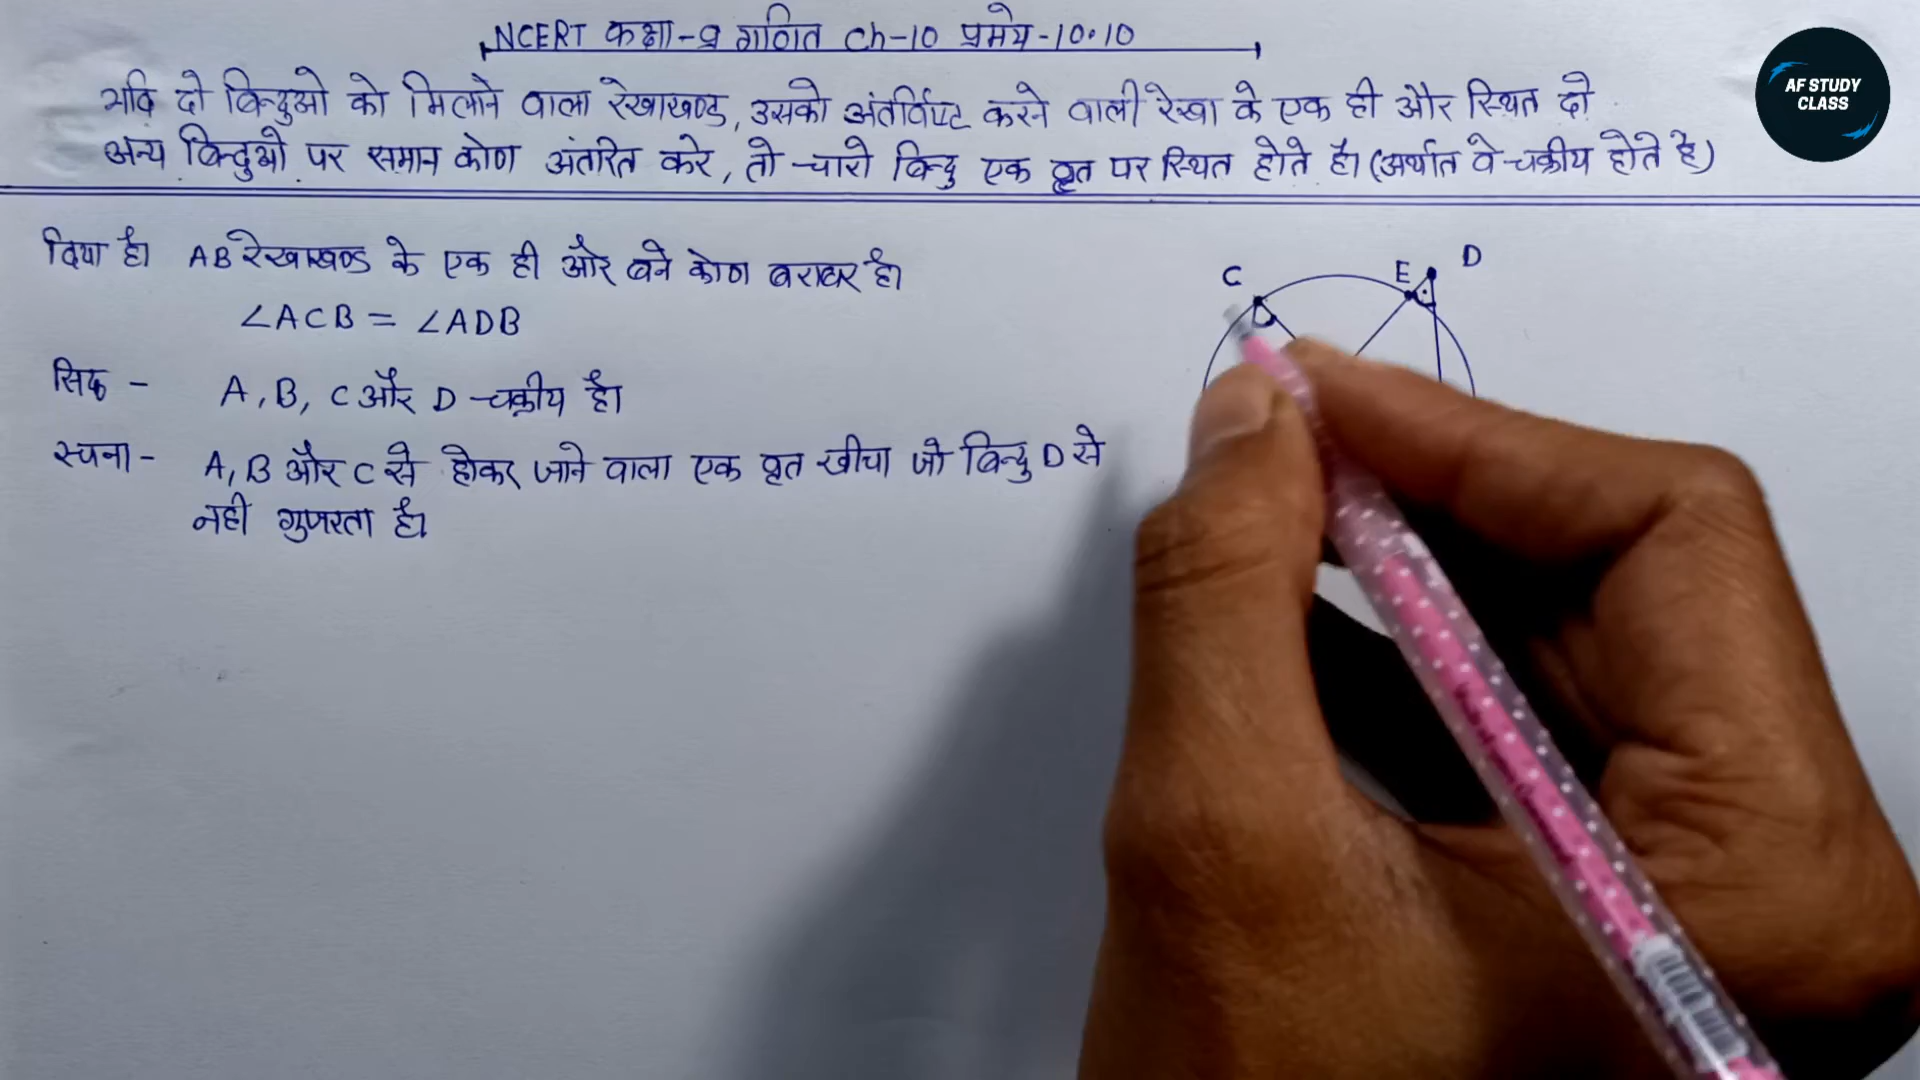 NCERT कक्षा-9 गणित Ch-10 प्रमेय-10.10
AF STUDY
CLASS
यदि दो बिन्दुओ को मिलाने वाला रेखाखण्ड, उसको अंतर्विष्ट करने वाली रेखा के एक ही और स्थित दो
अन्य बिन्दुओ पर समान कोण अंतरित करे, तो चारो बिन्दु एक वृत पर स्थित होते है। (अर्थात वे चक्रीय होते है)
दिया है। AB रेखाखण्ड के एक ही और बने कोण बराबर है।
∠ACB = ∠ADB
सिद्ध - A, B, C और D चक्रीय है।
रचना - A, B और C से होकर जाने वाला एक वृत खीचा जो बिन्दु D से
नही गुजरता है।
C E D